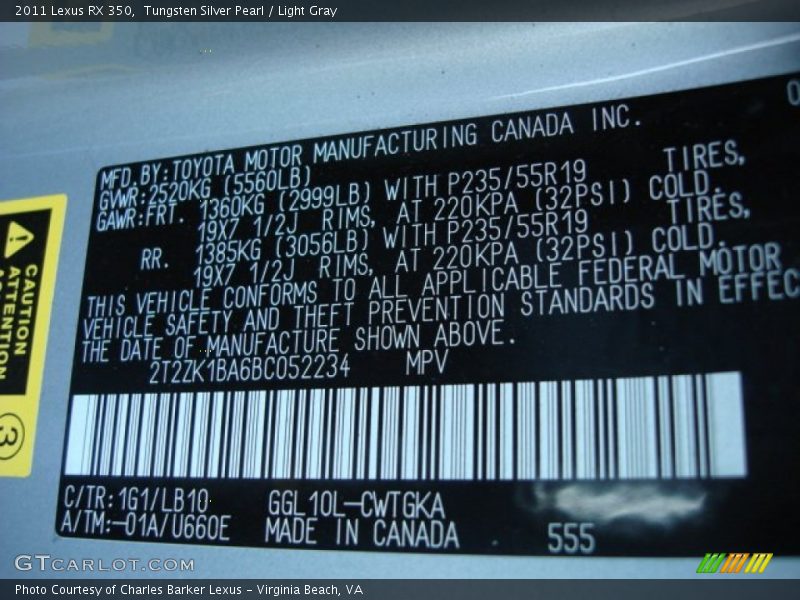 2011 Lexus RX 350,  Tungsten Silver Pearl / Light Gray
0
MFD. BY: TOYOTA MOTOR MANUFACTURING CANADA INC.
GVWR: 2520KG (5560LB)
GAWR: FRT. 1360KG (2999LB) WITH P235/55R19 TIRES,
19X7 1/2J RIMS, AT 220KPA (32PSI) COLD.
RR. 1385KG (3056LB) WITH P235/55R19 TIRES,
19X7 1/2J RIMS, AT 220KPA (32PSI) COLD.
THIS VEHICLE CONFORMS TO ALL APPLICABLE FEDERAL MOTOR
VEHICLE SAFETY AND THEFT PREVENTION STANDARDS IN EFFEC
THE DATE OF MANUFACTURE SHOWN ABOVE.
2T2ZK1BA6BC052234 MPV
C/TR: 1G1/LB10 GGL10L-CWTGKA
A/TM: -01A/U660E MADE IN CANADA 555
CAUTION
ATTENTION
3
GTCARLOT.COM
Photo Courtesy of Charles Barker Lexus - Virginia Beach, VA